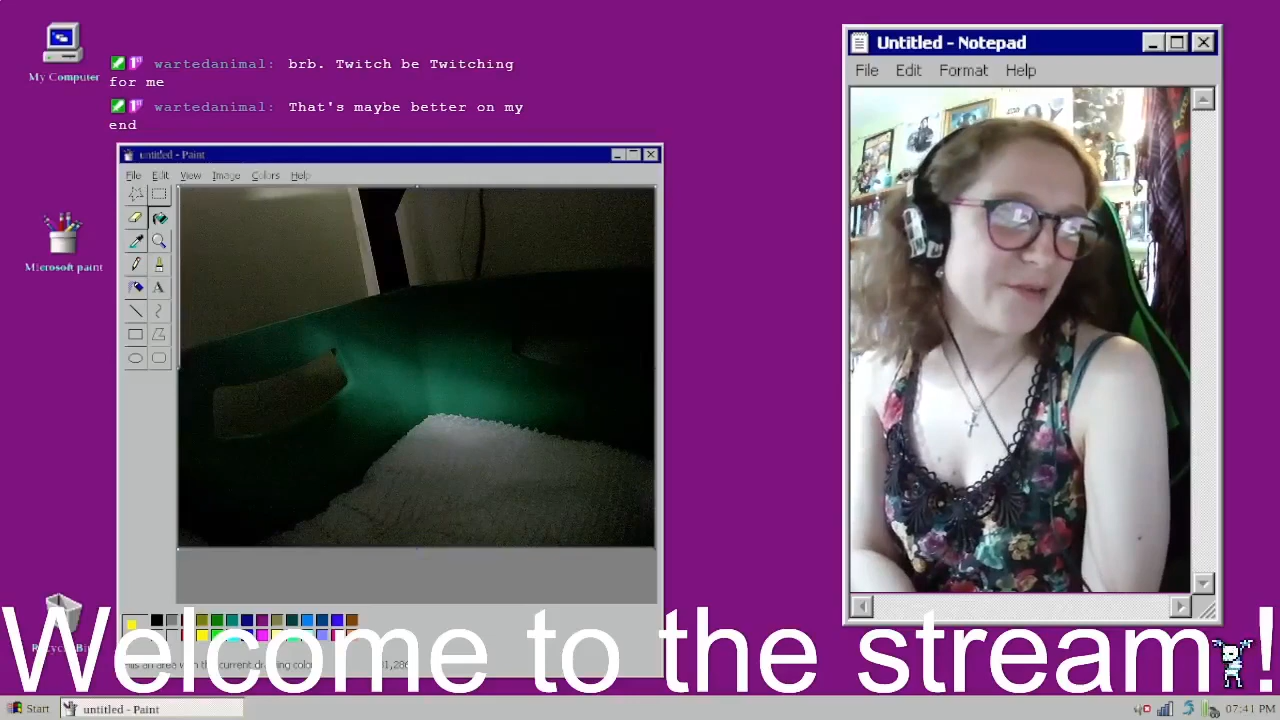 My Computer
wartedanimal: brb. Twitch be Twitching
for me
wartedanimal: That's maybe better on my
end
untitled - Paint
File Edit View Image Colors Help
Microsoft paint
Untitled - Notepad
File Edit Format Help
Welcome to the stream !
Start
untitled - Paint
07:41 PM